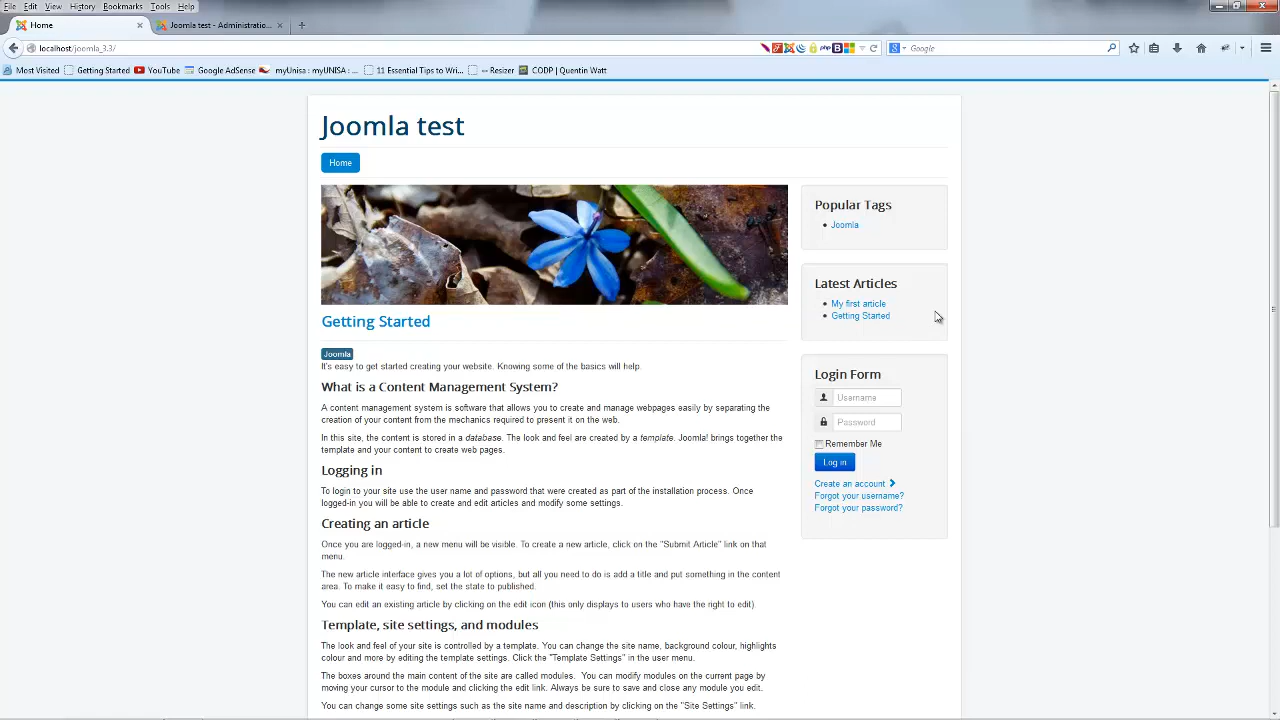 File Edit View History Bookmarks Tools Help
Home
Joomla test - Administratio...
localhost/joomla_3.3/
Google
Most Visited Getting Started YouTube Google AdSense myUnisa : myUNISA : ... 11 Essential Tips to Wri... -- Resizer CODP | Quentin Watt
Joomla test
Home
Getting Started
Joomla
It's easy to get started creating your website. Knowing some of the basics will help.
What is a Content Management System?
A content management system is software that allows you to create and manage webpages easily by separating the
creation of your content from the mechanics required to present it on the web.
In this site, the content is stored in a database. The look and feel are created by a template. Joomla! brings together the
template and your content to create web pages.
Logging in
To login to your site use the user name and password that were created as part of the installation process. Once
logged-in you will be able to create and edit articles and modify some settings.
Creating an article
Once you are logged-in, a new menu will be visible. To create a new article, click on the "Submit Article" link on that
menu.
The new article interface gives you a lot of options, but all you need to do is add a title and put something in the content
area. To make it easy to find, set the state to published.
You can edit an existing article by clicking on the edit icon (this only displays to users who have the right to edit).
Template, site settings, and modules
The look and feel of your site is controlled by a template. You can change the site name, background colour, highlights
colour and more by editing the template settings. Click the "Template Settings" in the user menu.
The boxes around the main content of the site are called modules. You can modify modules on the current page by
moving your cursor to the module and clicking the edit link. Always be sure to save and close any module you edit.
You can change some site settings such as the site name and description by clicking on the "Site Settings" link.
Popular Tags
Joomla
Latest Articles
My first article
Getting Started
Login Form
Username
Password
Remember Me
Log in
Create an account
Forgot your username?
Forgot your password?